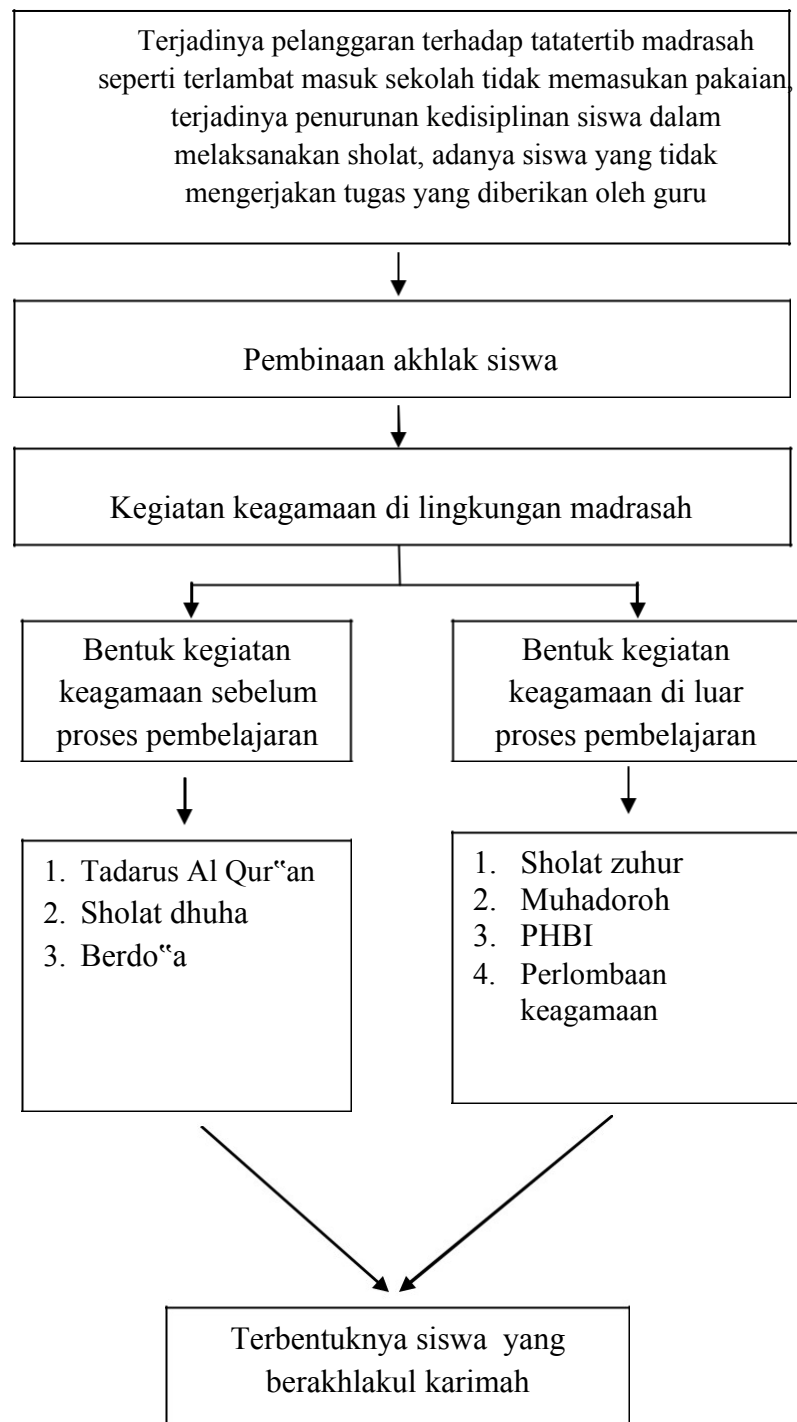 Terjadinya pelanggaran terhadap tatatertib madrasah
seperti terlambat masuk sekolah tidak memasukan pakaian,
terjadinya penurunan kedisiplinan siswa dalam
melaksanakan sholat, adanya siswa yang tidak
mengerjakan tugas yang diberikan oleh guru
Pembinaan akhlak siswa
Kegiatan keagamaan di lingkungan madrasah
Bentuk kegiatan
keagamaan sebelum
proses pembelajaran
Bentuk kegiatan
keagamaan di luar
proses pembelajaran
1. Tadarus Al Qur‟an
2. Sholat dhuha
3. Berdo‟a
1. Sholat zuhur
2. Muhadoroh
3. PHBI
4. Perlombaan
keagamaan
Terbentuknya siswa yang
berakhlakul karimah